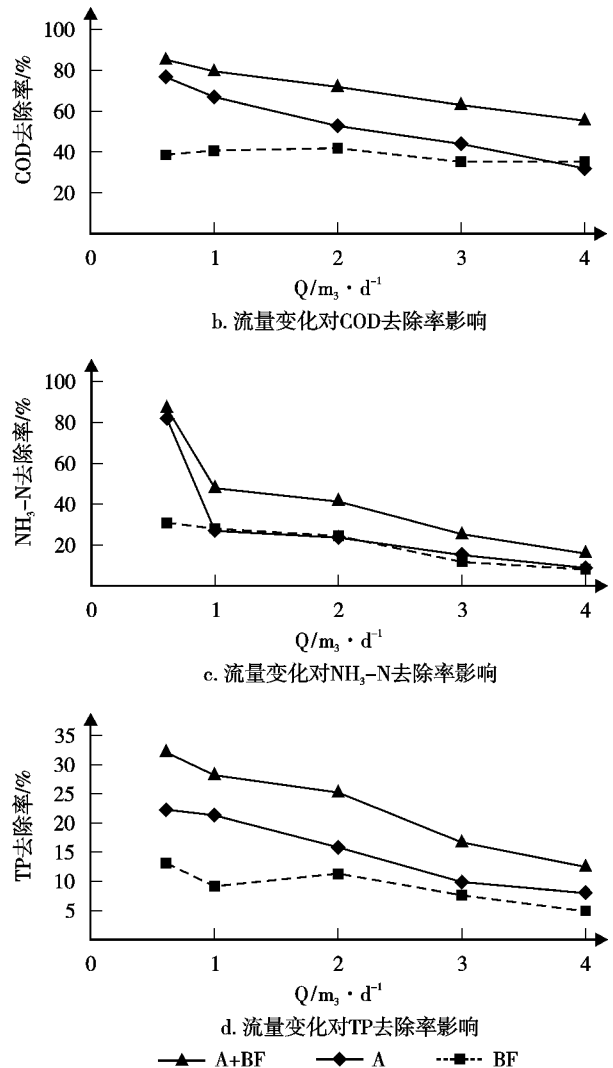 COD去除率/%
100
80
60
40
20
0 1 2 3 4
Q/m₃·d⁻¹
b. 流量变化对COD去除率影响
NH₃-N去除率/%
100
80
60
40
20
0 1 2 3 4
Q/m₃·d⁻¹
c. 流量变化对NH₃-N去除率影响
TP去除率/%
35
30
25
20
15
10
5
0 1 2 3 4
Q/m₃·d⁻¹
d. 流量变化对TP去除率影响
A+BF A BF